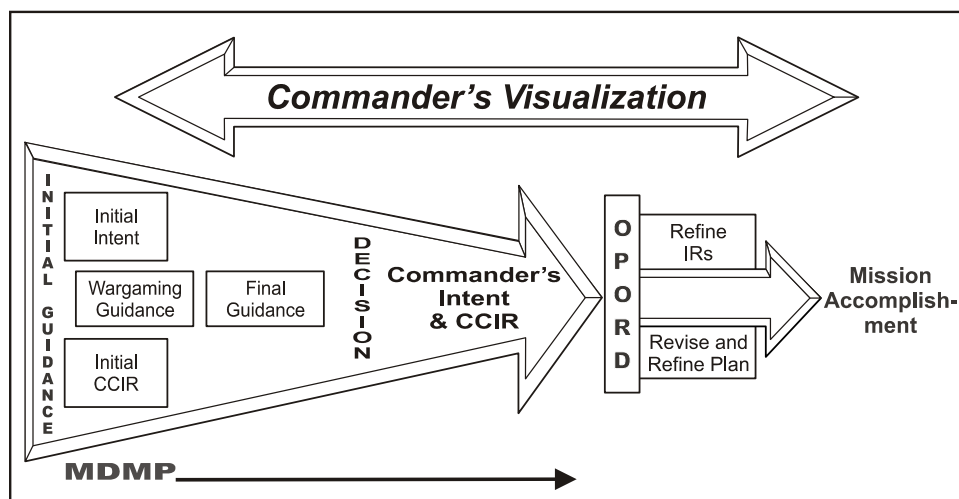 Commander's Visualization
INITIAL GUIDANCE
Initial
Intent
Wargaming
Guidance
Final
Guidance
Initial
CCIR
DECISION
Commander's
Intent
& CCIR
OPORD
Refine
IRs
Revise and
Refine Plan
Mission
Accomplish-
ment
MDMP